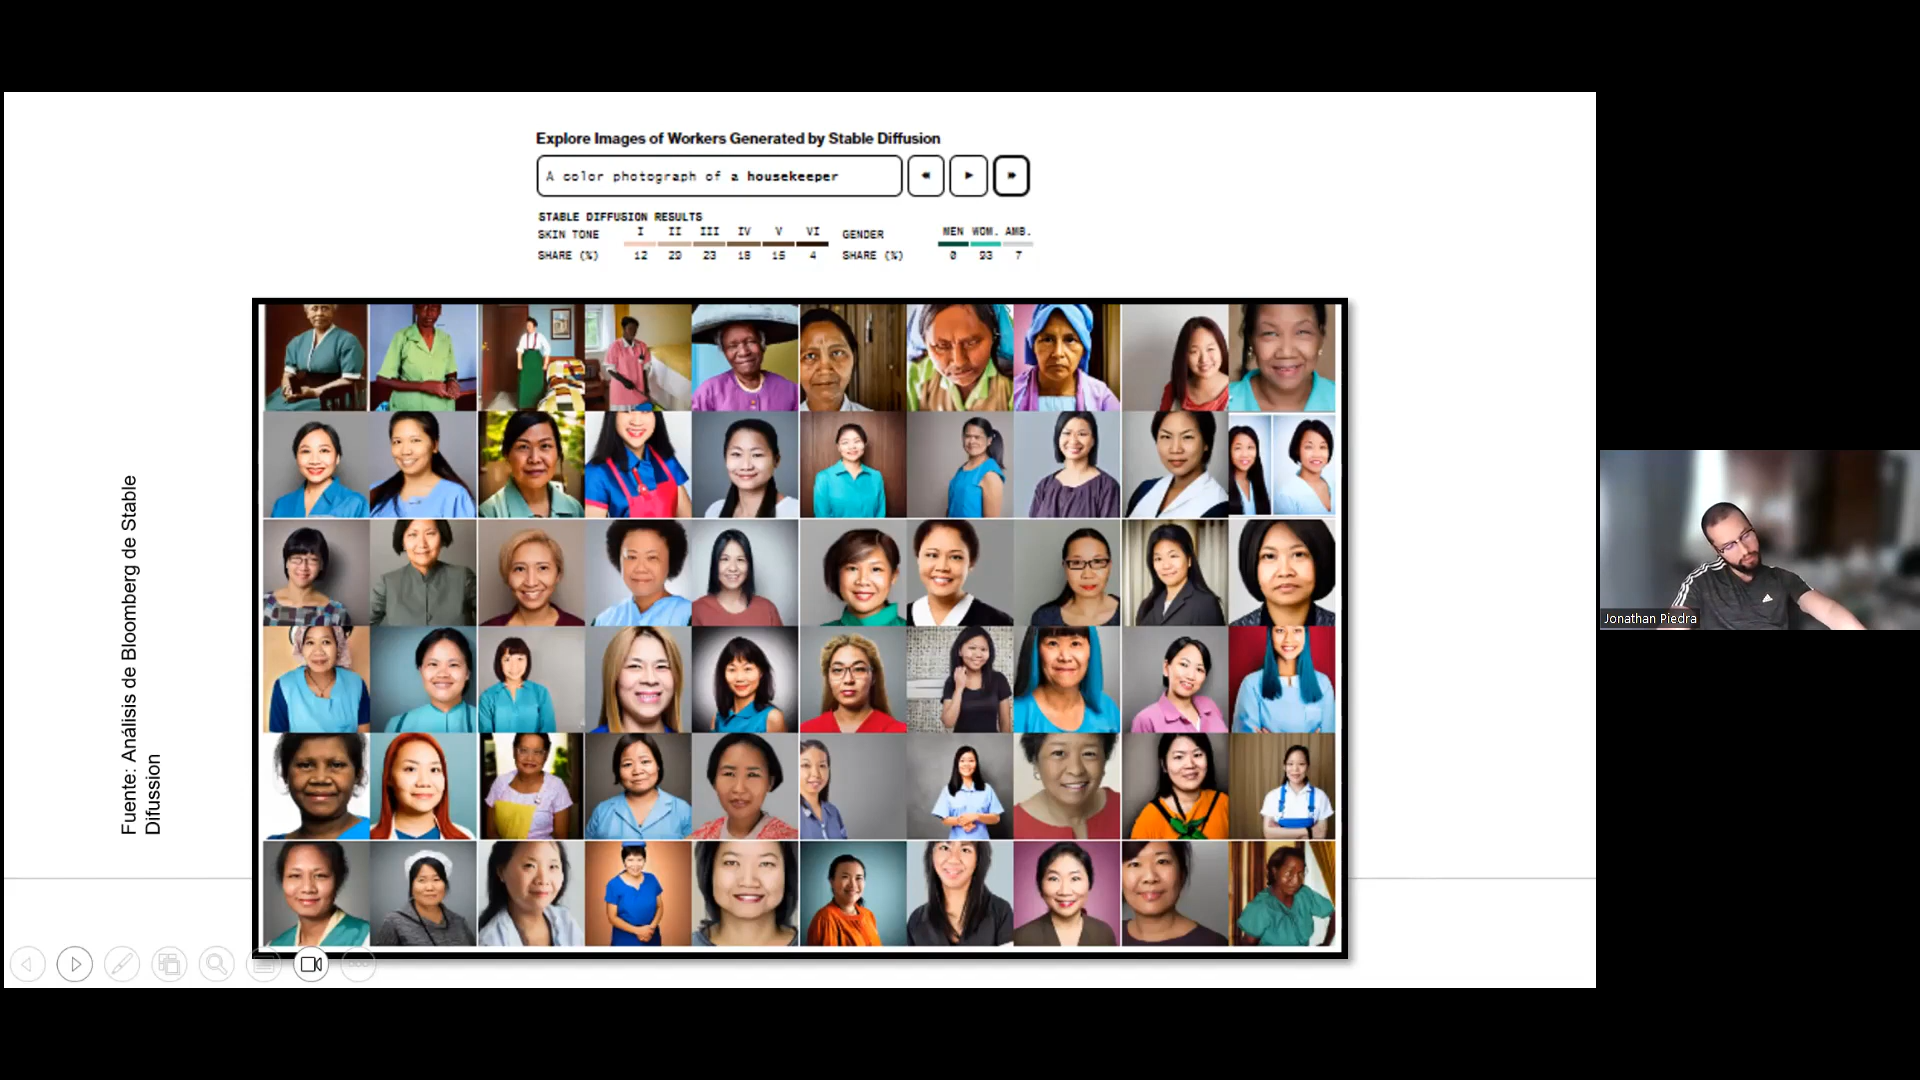 Explore Images of Workers Generated by Stable Diffusion
A color photograph of a housekeeper
STABLE DIFFUSION RESULTS
SKIN TONE I II III IV V VI GENDER MEN WOM. AMB.
SHARE (%) 12 29 23 18 15 4 SHARE (%) 0 93 7
Fuente: Análisis de Bloomberg de Stable
Difussion
Jonathan Piedra